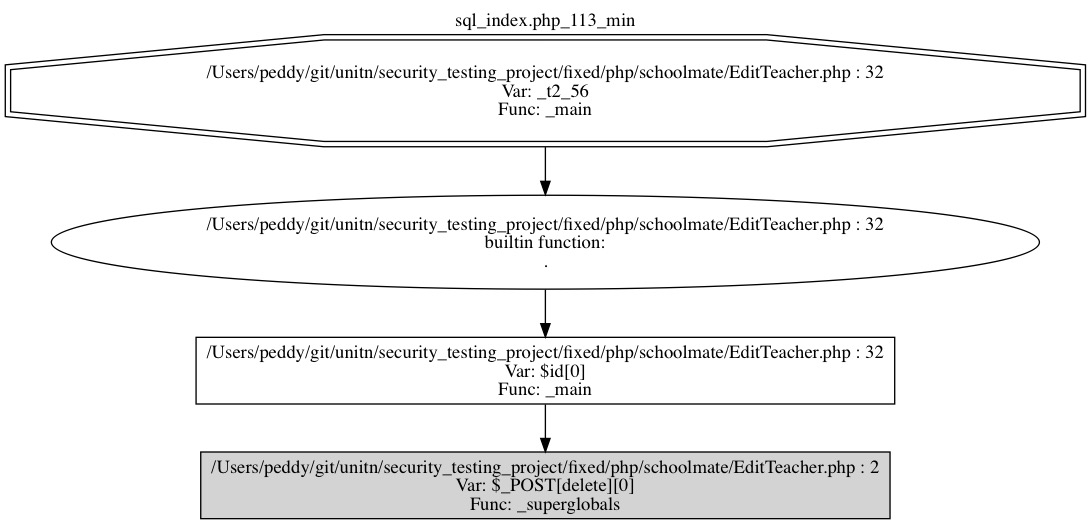 sql_index.php_113_min
/Users/peddy/git/unitn/security_testing_project/fixed/php/schoolmate/EditTeacher.php : 32
Var: _t2_56
Func: _main
/Users/peddy/git/unitn/security_testing_project/fixed/php/schoolmate/EditTeacher.php : 32
builtin function:
.
/Users/peddy/git/unitn/security_testing_project/fixed/php/schoolmate/EditTeacher.php : 32
Var: $id[0]
Func: _main
/Users/peddy/git/unitn/security_testing_project/fixed/php/schoolmate/EditTeacher.php : 2
Var: $_POST[delete][0]
Func: _superglobals